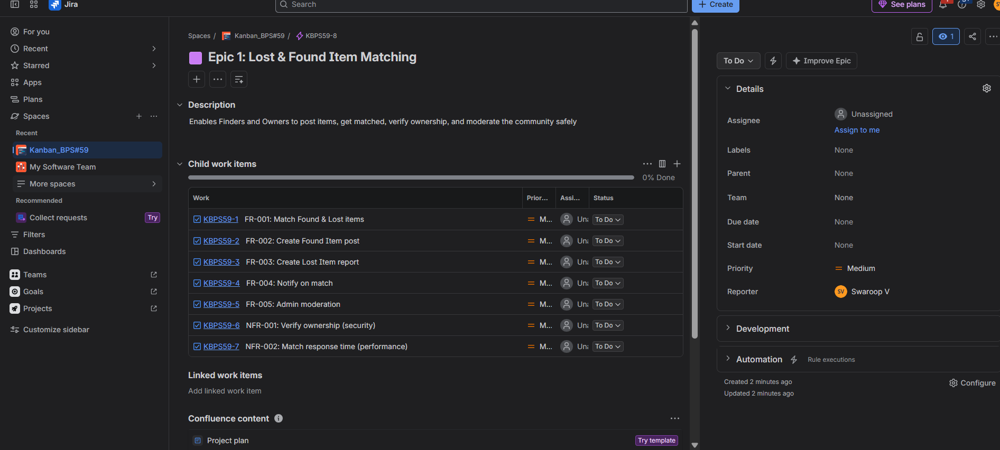 Jira
Search
Create
See plans
For you
Recent
Starred
Apps
Plans
Spaces
Recent
Kanban_BPS#59
My Software Team
More spaces
Recommended
Collect requests
Try
Filters
Dashboards
Teams
Goals
Projects
Customize sidebar
Spaces / Kanban_BPS#59 / KBPS59-8
Epic 1: Lost & Found Item Matching
Description
Enables Finders and Owners to post items, get matched, verify ownership, and moderate the community safely
Child work items
0% Done
Work Prior... Assi... Status
KBPS59-1 FR-001: Match Found & Lost items M... Una To Do
KBPS59-2 FR-002: Create Found Item post M... Una To Do
KBPS59-3 FR-003: Create Lost Item report M... Una To Do
KBPS59-4 FR-004: Notify on match M... Una To Do
KBPS59-5 FR-005: Admin moderation M... Una To Do
KBPS59-6 NFR-001: Verify ownership (security) M... Una To Do
KBPS59-7 NFR-002: Match response time (performance) M... Una To Do
Linked work items
Add linked work item
Confluence content
Project plan
Try template
1
To Do
Improve Epic
Details
Assignee Unassigned
Assign to me
Labels None
Parent None
Team None
Due date None
Start date None
Priority Medium
Reporter SV Swaroop V
Development
Automation Rule executions
Created 2 minutes ago
Updated 2 minutes ago
Configure